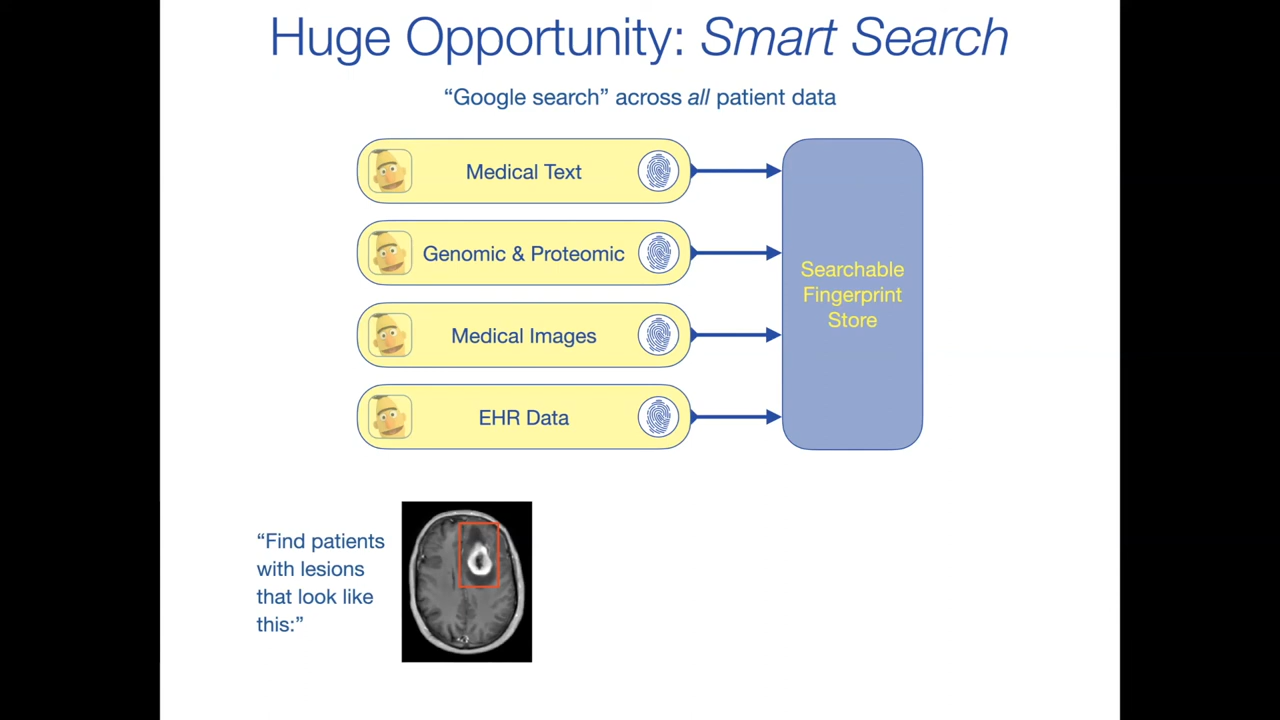 Huge Opportunity: Smart Search
“Google search” across all patient data
Medical Text
Genomic & Proteomic
Medical Images
EHR Data
Searchable
Fingerprint
Store
“Find patients
with lesions
that look like
this:”